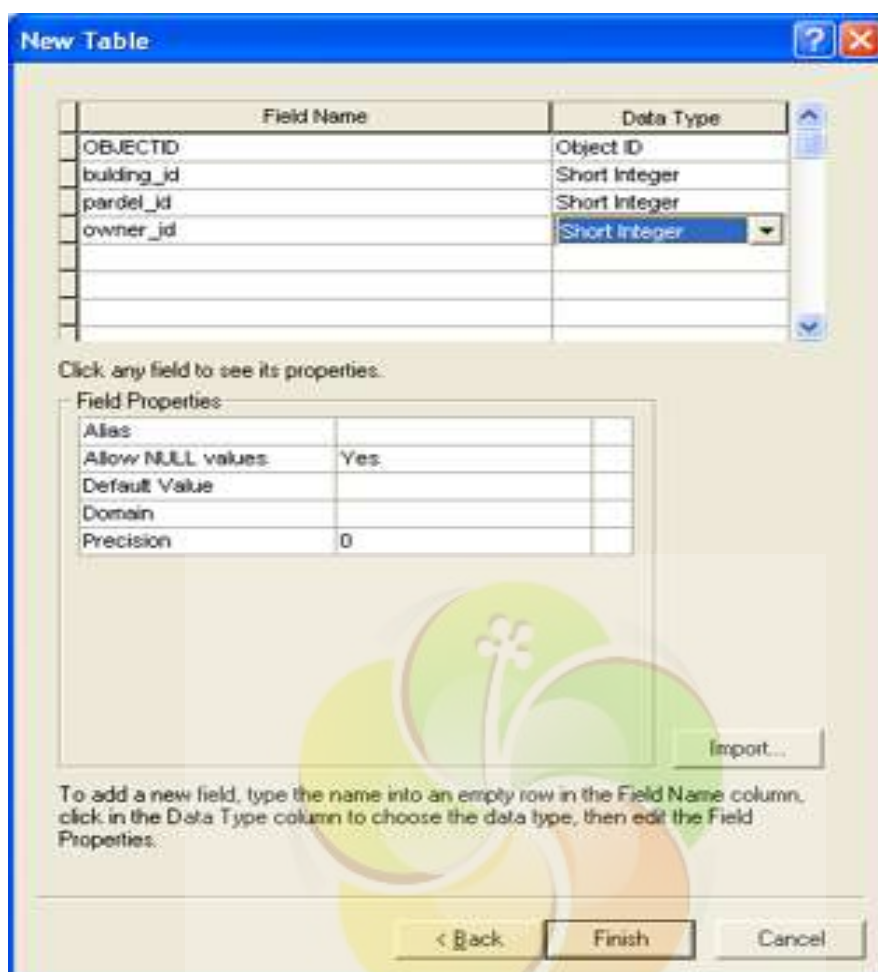 New Table
Field Name Data Type
OBJECTID Object ID
bulding_id Short Integer
pardel_id Short Integer
owner_id Short Integer
Click any field to see its properties.
Field Properties
Alias
Allow NULL values Yes
Default Value
Domain
Precision 0
Import...
To add a new field, type the name into an empty row in the Field Name column,
click in the Data Type column to choose the data type, then edit the Field
Properties.
< Back Finish Cancel